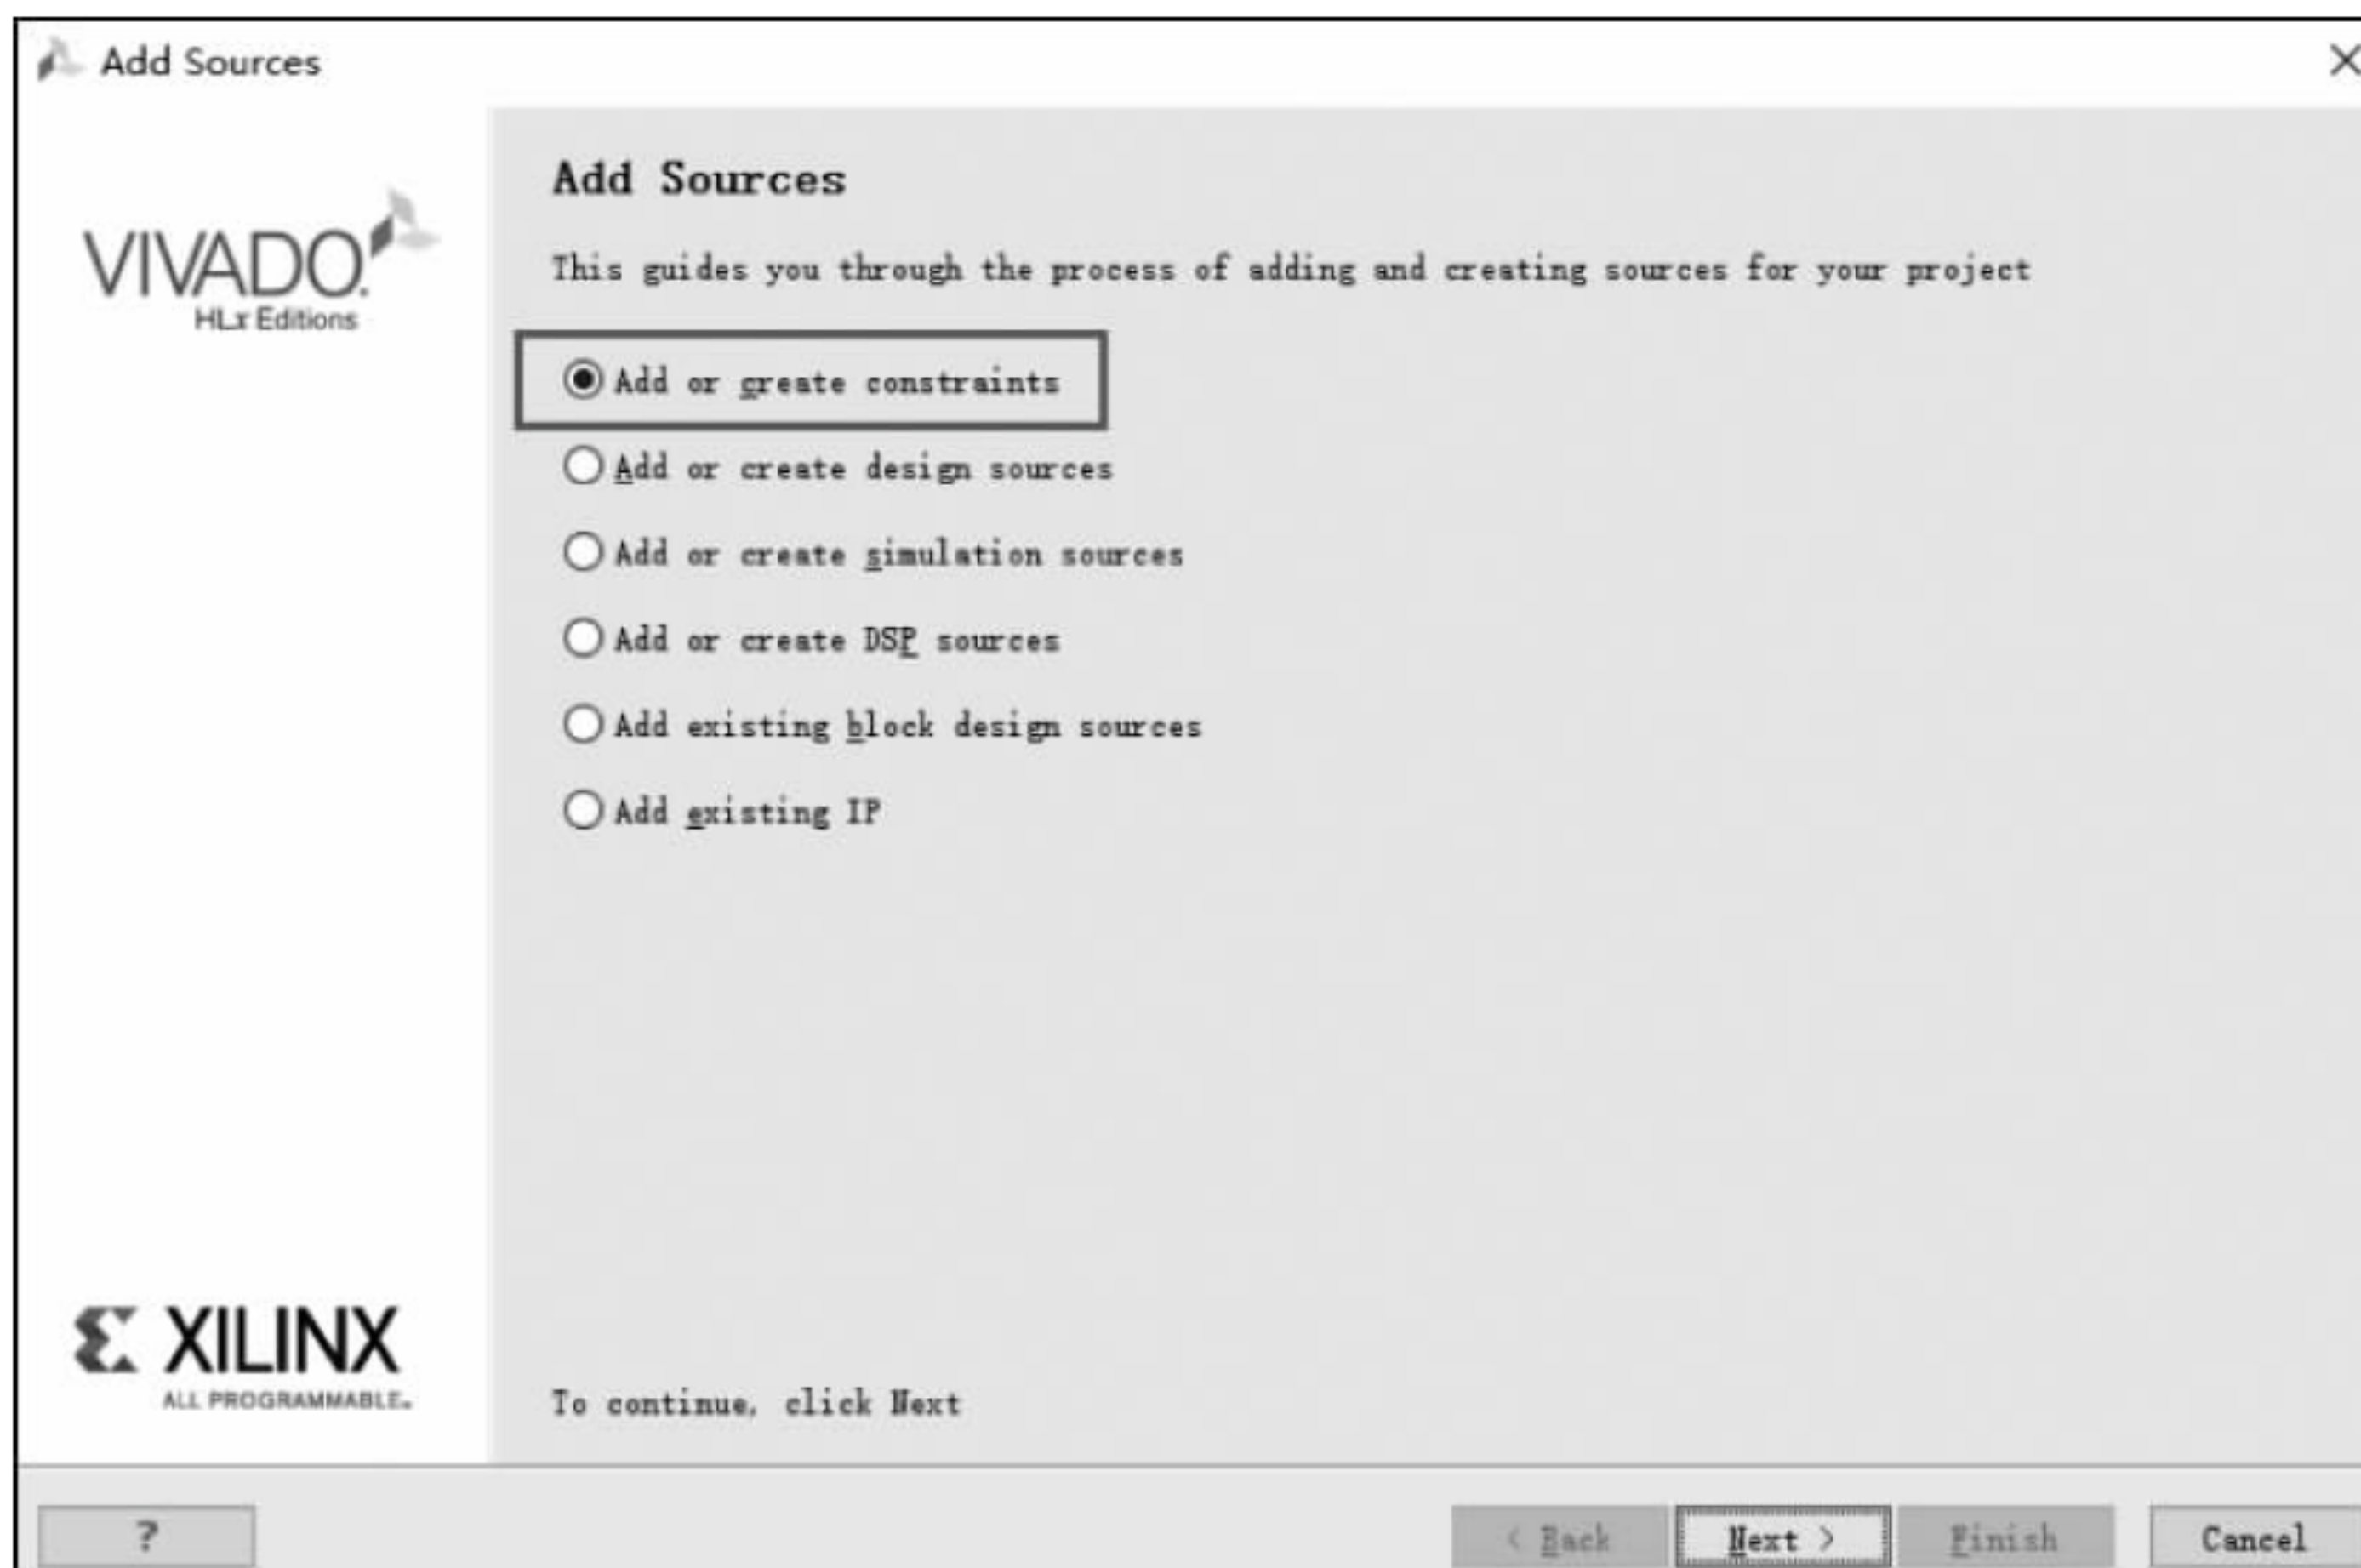 Add Sources
VIVADO
HLx Editions
Add Sources
This guides you through the process of adding and creating sources for your project
Add or create constraints
Add or create design sources
Add or create simulation sources
Add or create DSP sources
Add existing block design sources
Add existing IP
XILINX
ALL PROGRAMMABLE.
To continue, click Next
?
< Back
Next >
Finish
Cancel